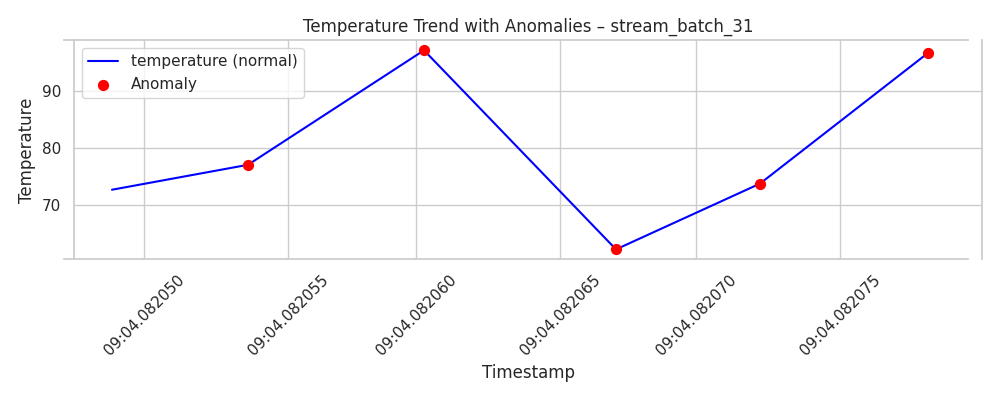 Temperature Trend with Anomalies – stream_batch_31
temperature (normal)
Anomaly
Temperature
90
80
70
09:04.082050
09:04.082055
09:04.082060
09:04.082065
09:04.082070
09:04.082075
Timestamp